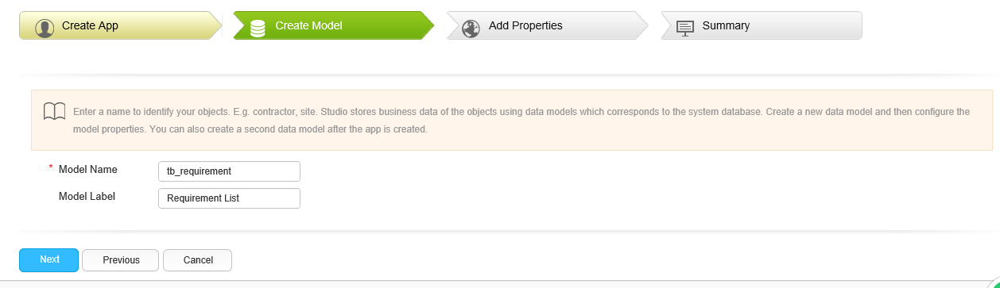 Create App
Create Model
Add Properties
Summary
Enter a name to identify your objects. E.g. contractor, site. Studio stores business data of the objects using data models which corresponds to the system database. Create a new data model and then configure the
model properties. You can also create a second data model after the app is created.
* Model Name
tb_requirement
Model Label
Requirement List
Next
Previous
Cancel